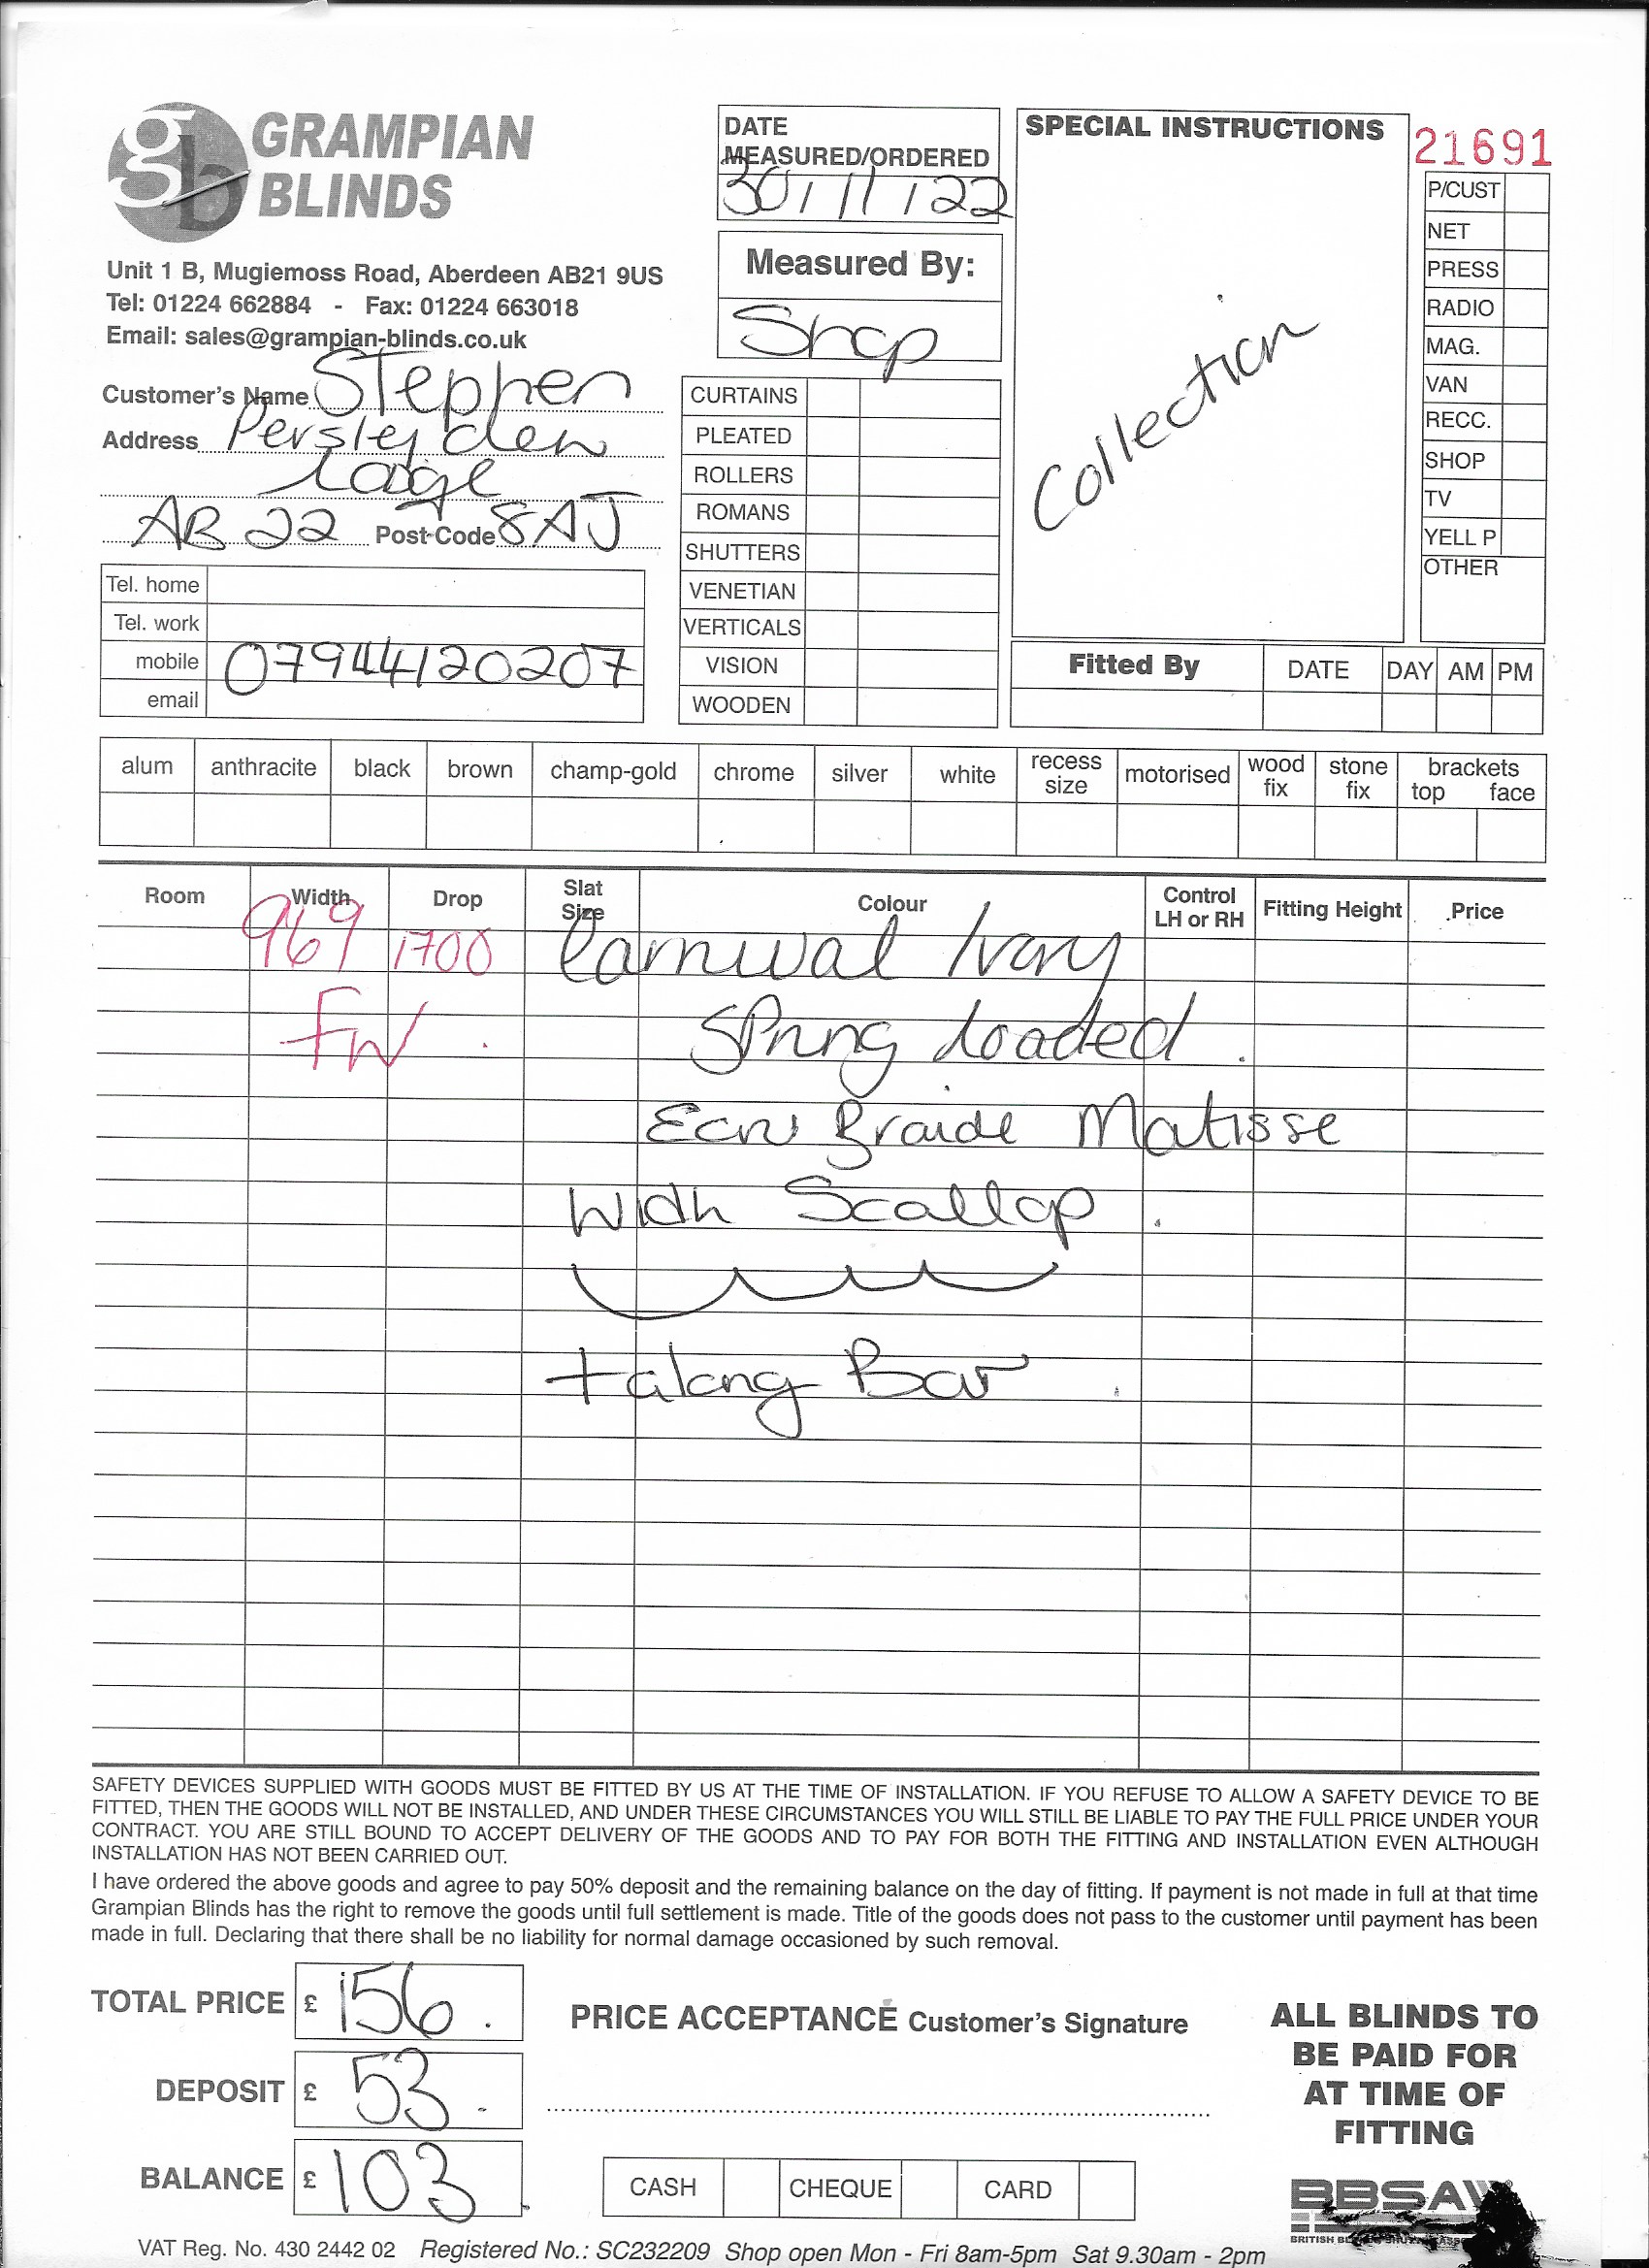 GRAMPIAN
BLINDS
Unit 1 B, Mugiemoss Road, Aberdeen AB21 9US
Tel: 01224 662884 - Fax: 01224 663018
Email: sales@grampian-blinds.co.uk
Customer's Name Stephen
Address Persley den
Lodge
AB 22 Post Code 8AJ
Tel. home
Tel. work
mobile 07944120207
email
DATE
MEASURED/ORDERED
30/11/22
Measured By:
Shop
CURTAINS
PLEATED
ROLLERS
ROMANS
SHUTTERS
VENETIAN
VERTICALS
VISION
WOODEN
SPECIAL INSTRUCTIONS
Collection
21691
P/CUST
NET
PRESS
RADIO
MAG.
VAN
RECC.
SHOP
TV
YELL P
OTHER
Fitted By DATE DAY AM PM
alum anthracite black brown champ-gold chrome silver white recess size motorised wood fix stone fix brackets top face
Room Width Drop Slat Size Colour Control LH or RH Fitting Height Price
969 1700 Carnival Ivory
FW Spring Loaded
Ecru Braide Matisse
Width Scallop
+ along Bar
SAFETY DEVICES SUPPLIED WITH GOODS MUST BE FITTED BY US AT THE TIME OF INSTALLATION. IF YOU REFUSE TO ALLOW A SAFETY DEVICE TO BE
FITTED, THEN THE GOODS WILL NOT BE INSTALLED, AND UNDER THESE CIRCUMSTANCES YOU WILL STILL BE LIABLE TO PAY THE FULL PRICE UNDER YOUR
CONTRACT. YOU ARE STILL BOUND TO ACCEPT DELIVERY OF THE GOODS AND TO PAY FOR BOTH THE FITTING AND INSTALLATION EVEN ALTHOUGH
INSTALLATION HAS NOT BEEN CARRIED OUT.
I have ordered the above goods and agree to pay 50% deposit and the remaining balance on the day of fitting. If payment is not made in full at that time
Grampian Blinds has the right to remove the goods until full settlement is made. Title of the goods does not pass to the customer until payment has been
made in full. Declaring that there shall be no liability for normal damage occasioned by such removal.
TOTAL PRICE £ 156.
DEPOSIT £ 53.
BALANCE £ 103.
PRICE ACCEPTANCE Customer's Signature
CASH CHEQUE CARD
ALL BLINDS TO
BE PAID FOR
AT TIME OF
FITTING
BBSA
BRITISH
VAT Reg. No. 430 2442 02 Registered No.: SC232209 Shop open Mon - Fri 8am-5pm Sat 9.30am - 2pm